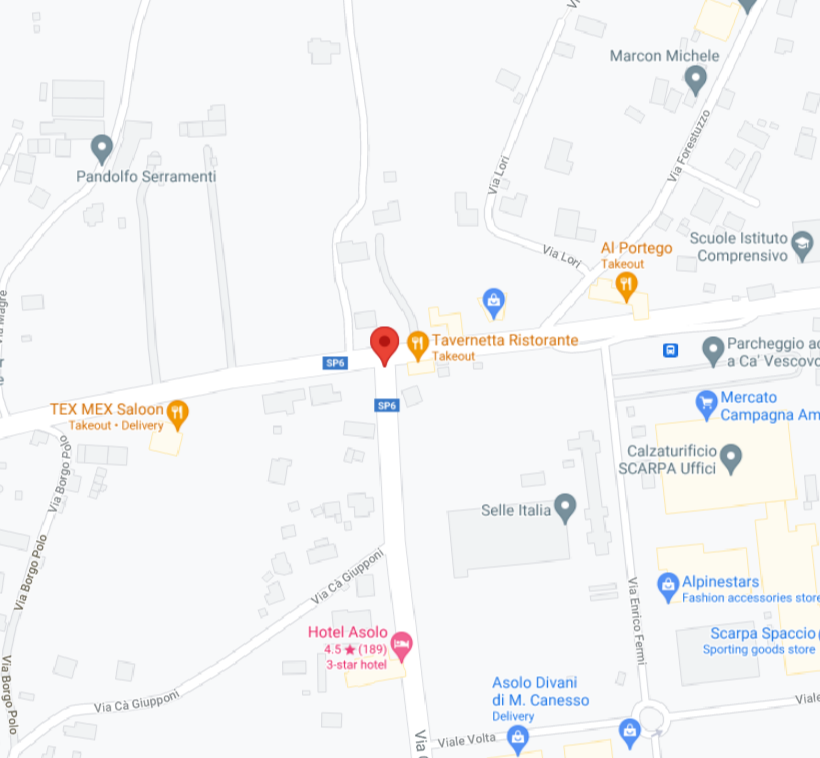 Marcon Michele
Via Forestuzzo
Pandolfo Serramenti
Via Lori
Via Lori
Al Portego
Takeout
Scuole Istituto
Comprensivo
SP6
Tavernetta Ristorante
Takeout
Parcheggio
a Ca' Vescovo
SP6
TEX MEX Saloon
Takeout • Delivery
Mercato
Campagna Am
Via Borgo Polo
Calzaturificio
SCARPA Uffici
Selle Italia
Via Borgo Polo
Via Cà Giupponi
Via Enrico Fermi
Alpinestars
Fashion accessories store
Hotel Asolo
4.5 ★ (189)
3-star hotel
Scarpa Spaccio
Sporting goods store
Via Borgo Polo
Via Cà Giupponi
Asolo Divani
di M. Canesso
Delivery
Viale
Via
Viale Volta